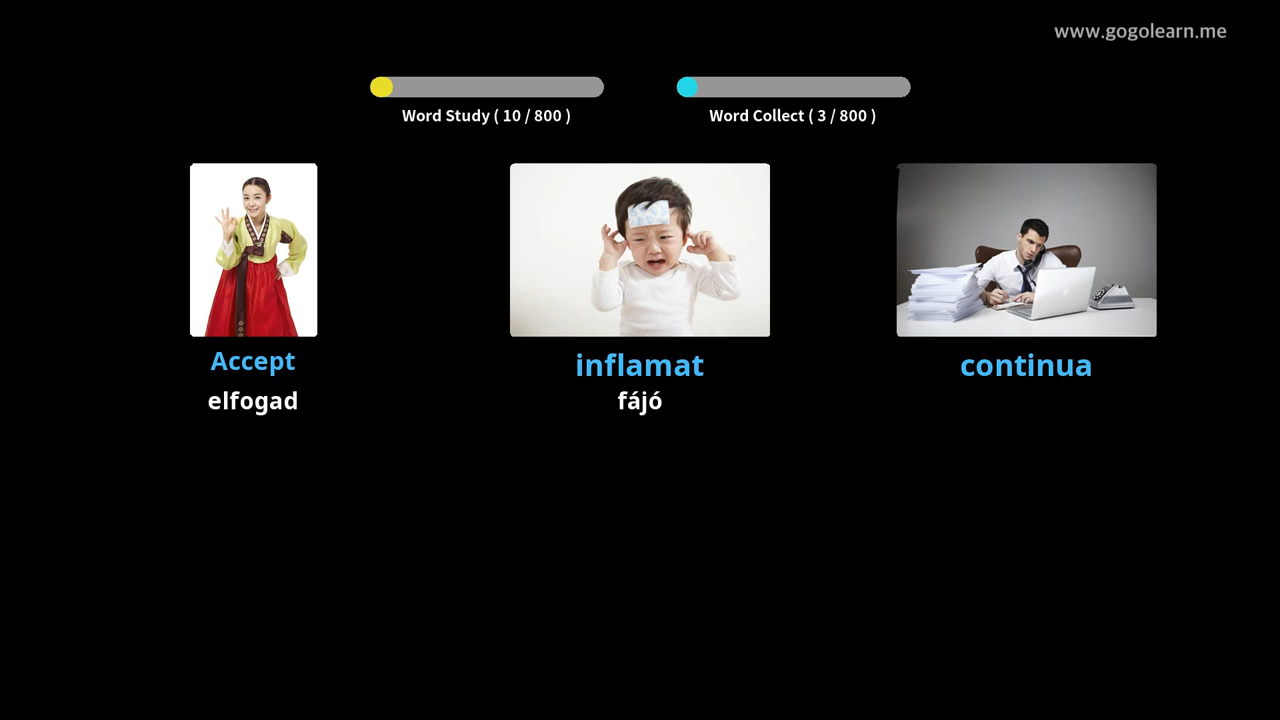 www.gogolearn.me
Word Study ( 10 / 800 )
Word Collect ( 3 / 800 )
Accept
elfogad
inflamat
fájó
continua